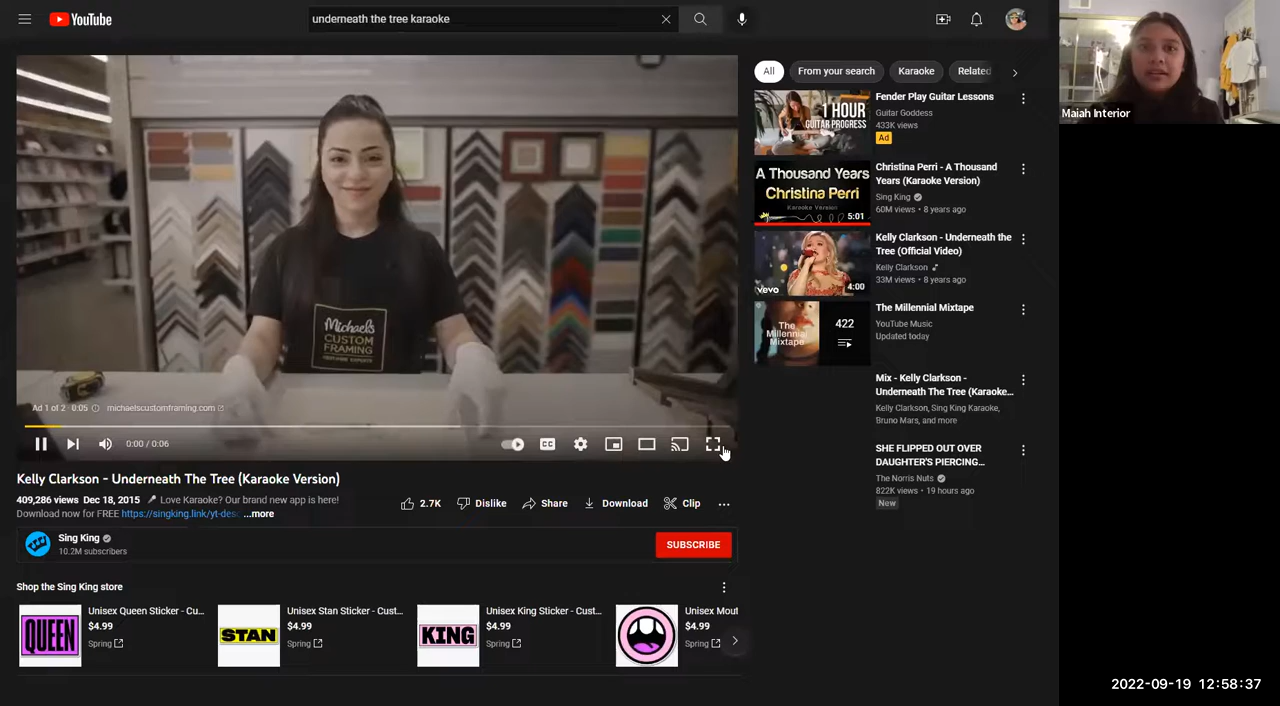 YouTube
underneath the tree karaoke
Michaels
CUSTOM
FRAMING
CERTIFIED EXPERTS
Ad 1 of 2 · 0:05
michaelscustomframing.com
0:00 / 0:06
CC
Kelly Clarkson - Underneath The Tree (Karaoke Version)
409,286 views Dec 18, 2015 Love Karaoke? Our brand new app is here!
Download now for FREE https://singking.link/yt-desc ...more
2.7K
Dislike
Share
Download
Clip
Sing King
10.2M subscribers
SUBSCRIBE
Shop the Sing King store
QUEEN
Unisex Queen Sticker - Cu...
$4.99
Spring
STAN
Unisex Stan Sticker - Cust...
$4.99
Spring
KING
Unisex King Sticker - Cust...
$4.99
Spring
Unisex Mout
$4.99
Spring
All
From your search
Karaoke
Related
1 HOUR
GUITAR PROGRESS
Fender Play Guitar Lessons
Guitar Goddess
433K views
Ad
A Thousand Years
Christina Perri
Karaoke Version
5:01
Christina Perri - A Thousand
Years (Karaoke Version)
Sing King
60M views • 8 years ago
vevo
4:00
Kelly Clarkson - Underneath the
Tree (Official Video)
Kelly Clarkson
33M views • 8 years ago
The
Millennial
Mixtape
422
The Millennial Mixtape
YouTube Music
Updated today
Mix - Kelly Clarkson -
Underneath The Tree (Karaoke...
Kelly Clarkson, Sing King Karaoke,
Bruno Mars, and more
SHE FLIPPED OUT OVER
DAUGHTER'S PIERCING...
The Norris Nuts
822K views • 19 hours ago
New
Maiah Interior
2022-09-19 12:58:37